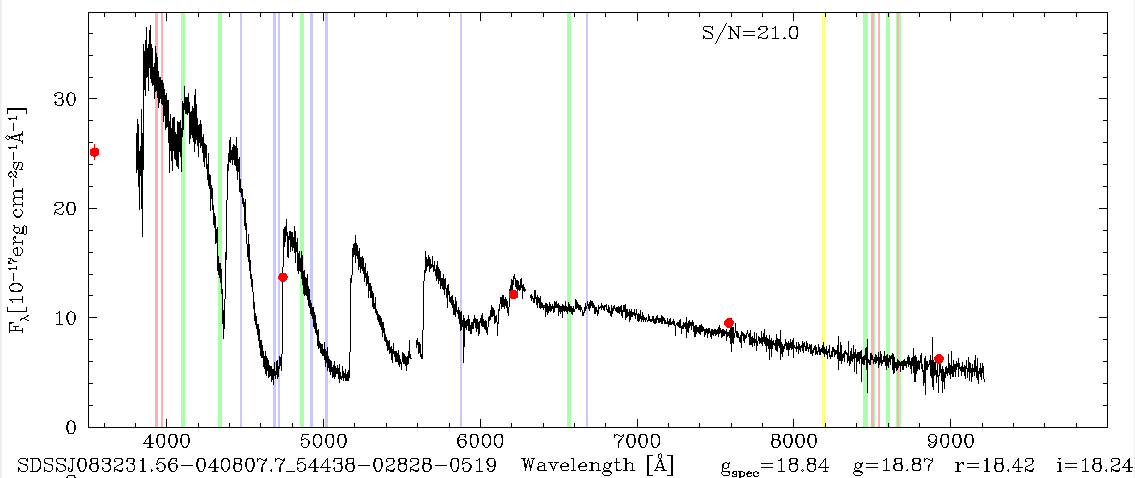 S/N=21.0
30
20
10
0
F_λ[10⁻¹⁷erg cm⁻²s⁻¹Å⁻¹]
4000 5000 6000 7000 8000 9000
SDSSJ083231.56-040807.7_54438-02828-0519 Wavelength [Å] g_spec=18.84 g=18.87 r=18.42 i=18.24